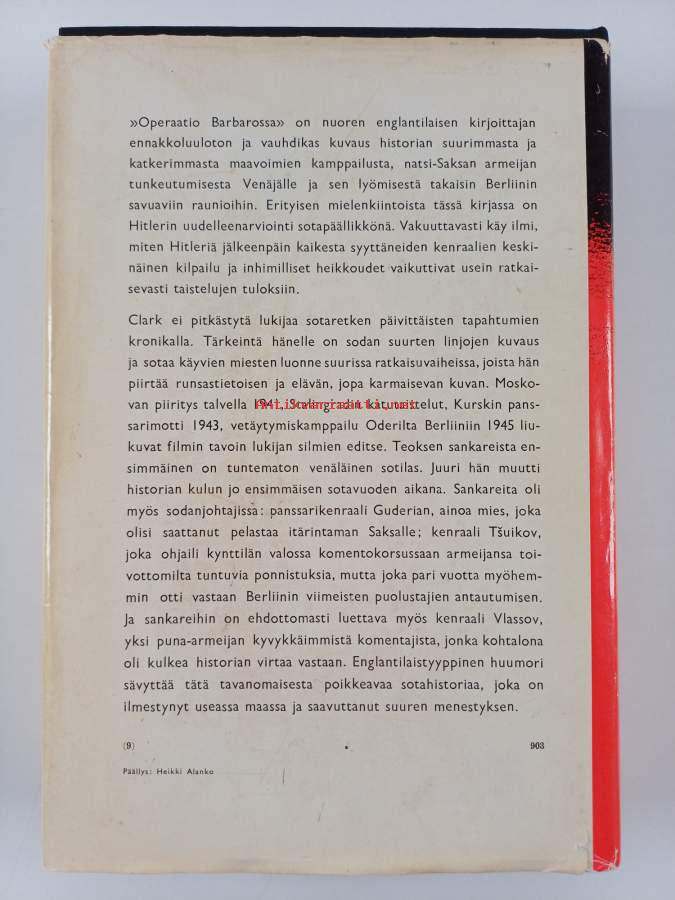 »Operaatio Barbarossa» on nuoren englantilaisen kirjoittajan
ennakkoluuloton ja vauhdikas kuvaus historian suurimmasta ja
katkerimmasta maavoimien kamppailusta, natsi-Saksan armeijan
tunkeutumisesta Venäjälle ja sen lyömisestä takaisin Berliinin
savuaviin raunioihin. Erityisen mielenkiintoista tässä kirjassa on
Hitlerin uudelleenarviointi sotapäällikkönä. Vakuuttavasti käy ilmi,
miten Hitleriä jälkeenpäin kaikesta syyttäneiden kenraalien keski-
näinen kilpailu ja inhimilliset heikkoudet vaikuttivat usein ratkai-
sevasti taistelujen tuloksiin.
Clark ei pitkästytä lukijaa sotaretken päivittäisten tapahtumien
kronikalla. Tärkeintä hänelle on sodan suurten linjojen kuvaus
ja sotaa käyvien miesten luonne suurissa ratkaisuvaiheissa, joista hän
piirtää runsastietoisen ja elävän, jopa karmaisevan kuvan. Mosko-
van piiritys talvella 1941, Stalingradin katutaistelut, Kurskin pans-
sarimotti 1943, vetäytymiskamppailu Oderilta Berliiniin 1945 liu-
kuvat filmin tavoin lukijan silmien editse. Teoksen sankareista en-
simmäinen on tuntematon venäläinen sotilas. Juuri hän muutti
historian kulun jo ensimmäisen sotavuoden aikana. Sankareita oli
myös sodanjohtajissa: panssarikenraali Guderian, ainoa mies, joka
olisi saattanut pelastaa itärintaman Saksalle; kenraali Tšuikov,
joka ohjaili kynttilän valossa komentokorsussaan armeijansa toi-
vottomilta tuntuvia ponnistuksia, mutta joka pari vuotta myöhem-
min otti vastaan Berliinin viimeisten puolustajien antautumisen.
Ja sankareihin on ehdottomasti luettava myös kenraali Vlassov,
yksi puna-armeijan kyvykkäimmistä komentajista, jonka kohtalona
oli kulkea historian virtaa vastaan. Englantilaistyyppinen huumori
sävyttää tätä tavanomaisesta poikkeavaa sotahistoriaa, joka on
ilmestynyt useassa maassa ja saavuttanut suuren menestyksen.
(9) • 903
Päällys: Heikki Alanko